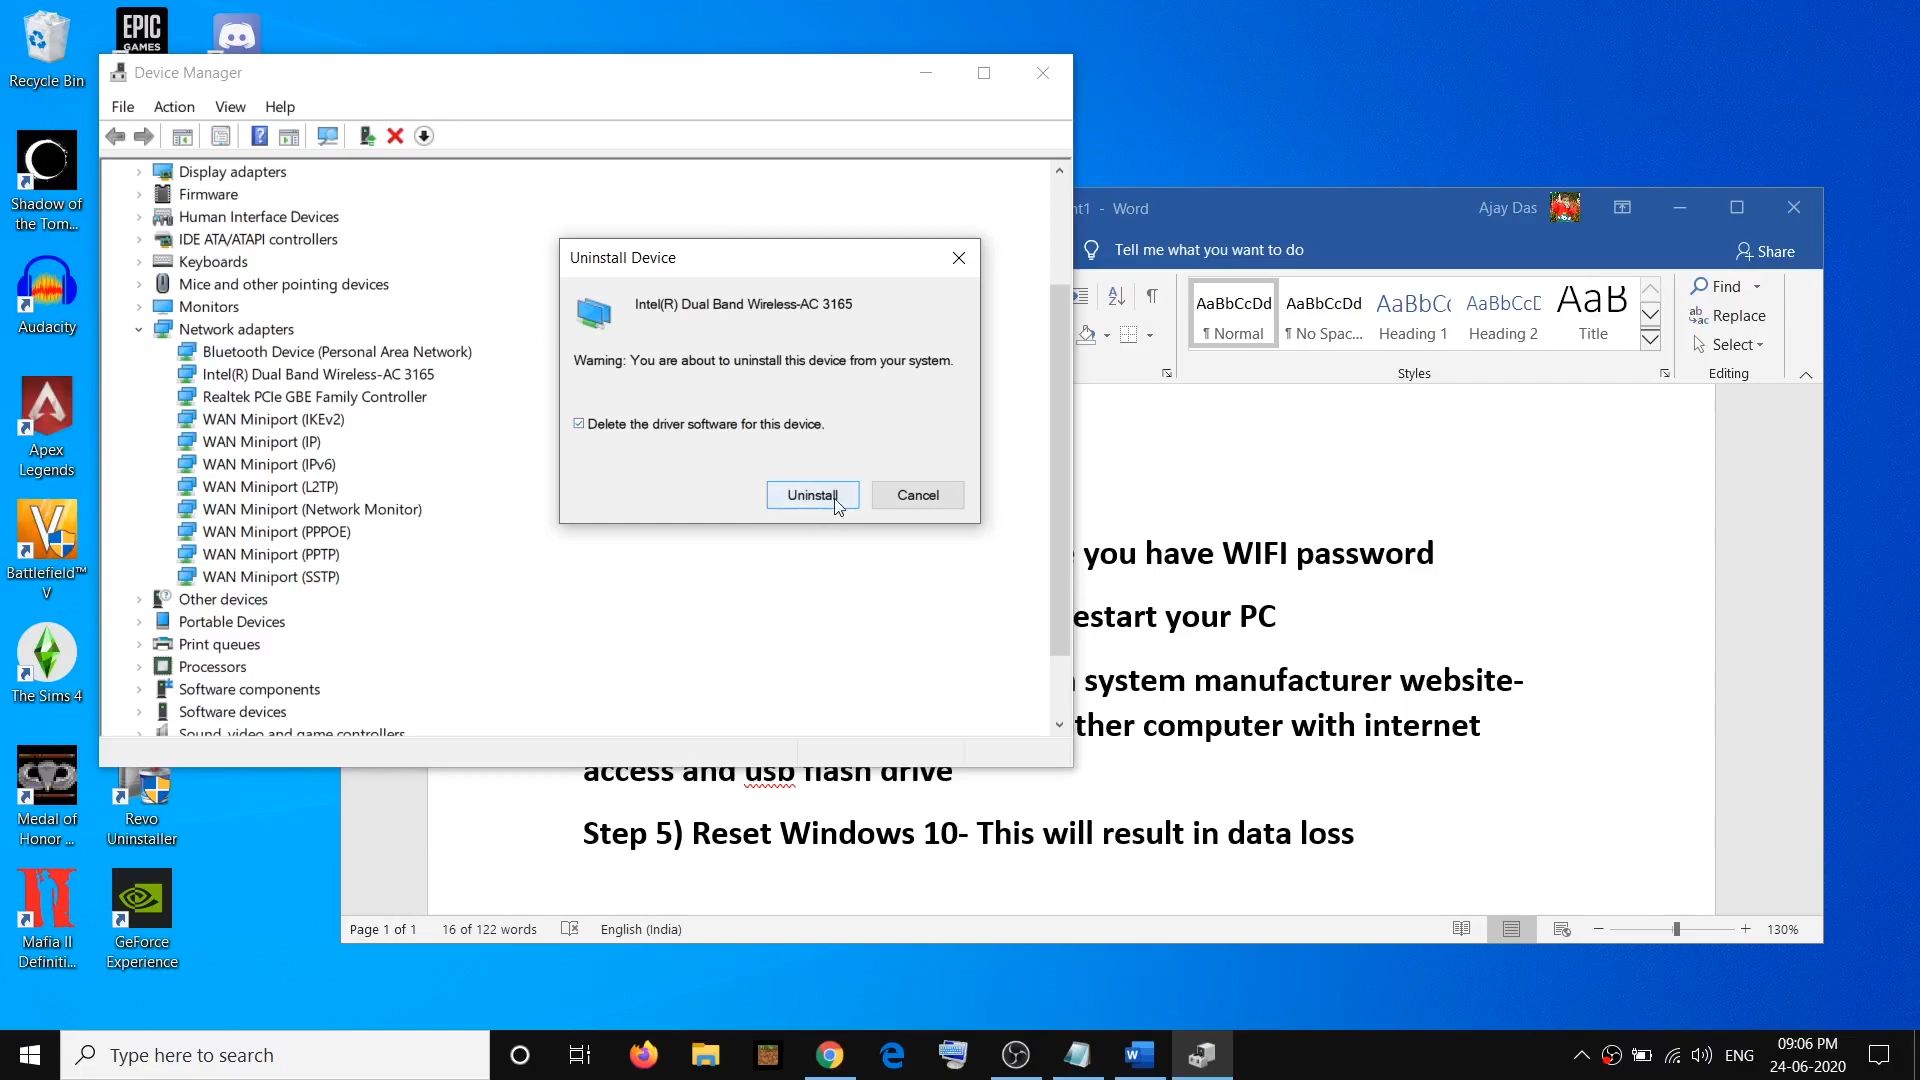 Recycle Bin
EPIC
GAMES
Shadow of
the Tom...
Audacity
Apex
Legends
Battlefield™
V
The Sims 4
Medal of
Honor ...
Revo
Uninstaller
Mafia II
Definiti...
GeForce
Experience
Device Manager
File Action View Help
Display adapters
Firmware
Human Interface Devices
IDE ATA/ATAPI controllers
Keyboards
Mice and other pointing devices
Monitors
Network adapters
Bluetooth Device (Personal Area Network)
Intel(R) Dual Band Wireless-AC 3165
Realtek PCIe GBE Family Controller
WAN Miniport (IKEv2)
WAN Miniport (IP)
WAN Miniport (IPv6)
WAN Miniport (L2TP)
WAN Miniport (Network Monitor)
WAN Miniport (PPPOE)
WAN Miniport (PPTP)
WAN Miniport (SSTP)
Other devices
Portable Devices
Print queues
Processors
Software components
Software devices
Sound, video and game controllers
Uninstall Device
Intel(R) Dual Band Wireless-AC 3165
Warning: You are about to uninstall this device from your system.
Delete the driver software for this device.
Uninstall Cancel
nt1 - Word
Ajay Das
Tell me what you want to do
Share
AaBbCcDd AaBbCcDd AaBbC( AaBbCcE AaB
¶ Normal ¶ No Spac... Heading 1 Heading 2 Title
Styles
Find
Replace
Select
Editing
you have WIFI password
estart your PC
system manufacturer website-
ther computer with internet
access and usb flash drive
Step 5) Reset Windows 10- This will result in data loss
Page 1 of 1 16 of 122 words English (India) 130%
Type here to search
ENG
09:06 PM
24-06-2020